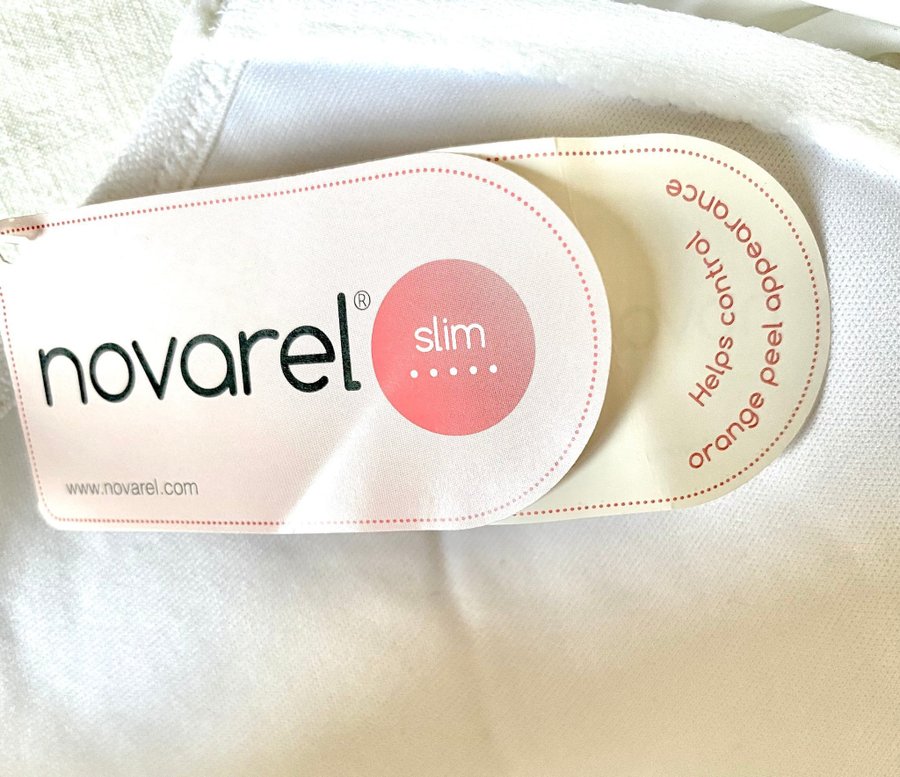 novarel®
slim
www.novarel.com
Helps control
orange peel appearance